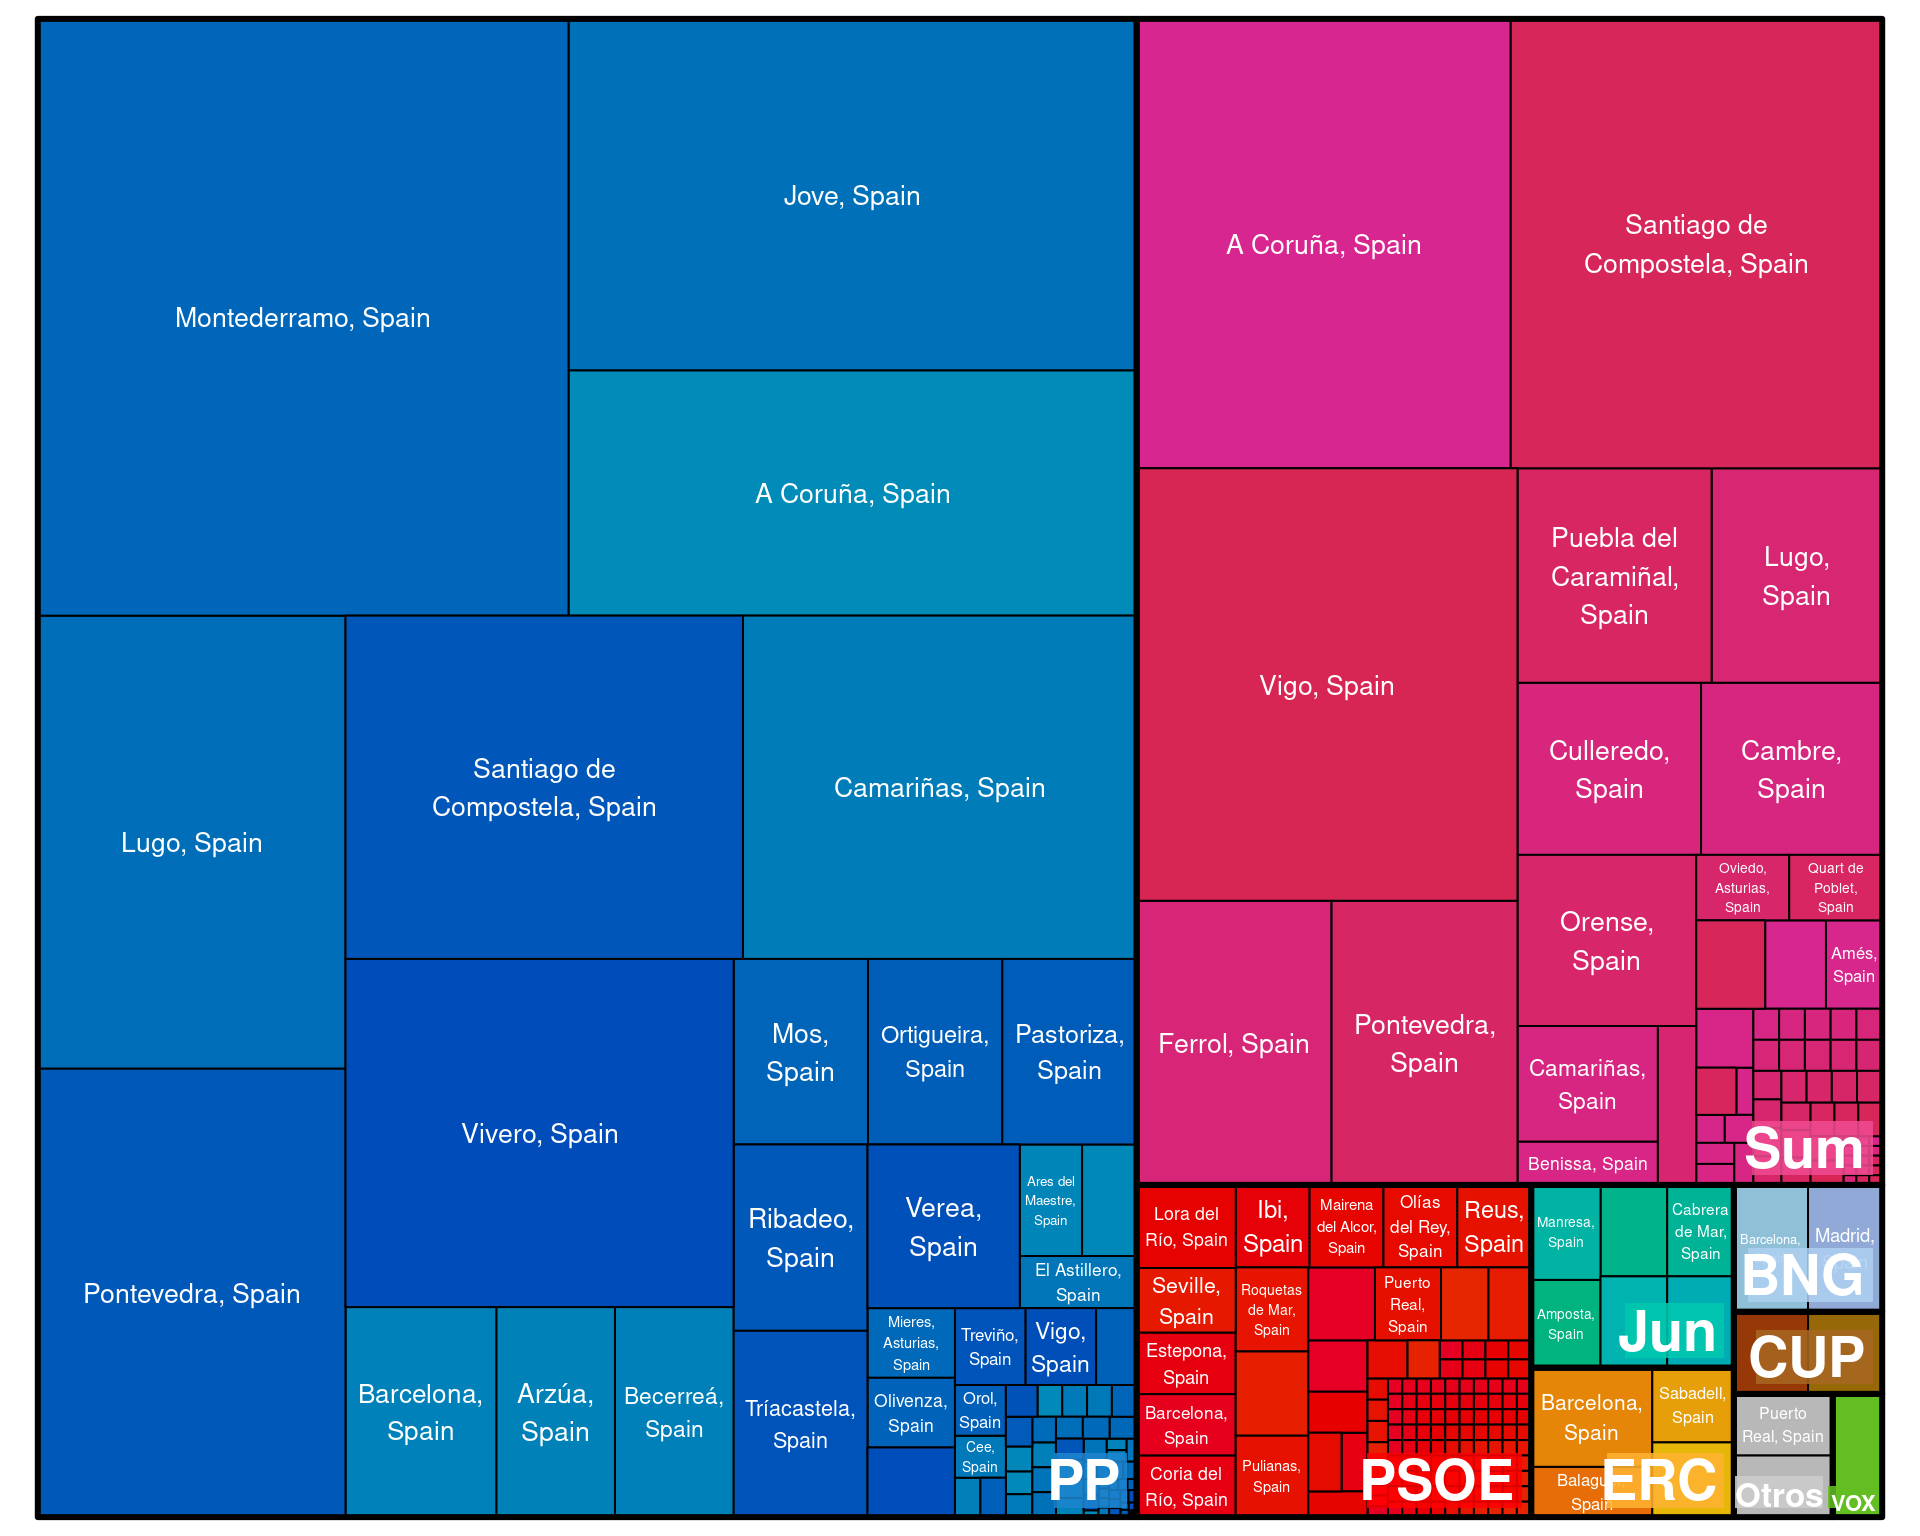 Montederramo, Spain
Jove, Spain
A Coruña, Spain
Lugo, Spain
Santiago de
Compostela, Spain
Camariñas, Spain
Pontevedra, Spain
Vivero, Spain
Mos,
Spain
Ortigueira,
Spain
Pastoriza,
Spain
Ribadeo,
Spain
Verea,
Spain
Ares del
Maestre,
Spain
El Astillero,
Spain
Barcelona,
Spain
Arzúa,
Spain
Becerreá,
Spain
Tríacastela,
Spain
Mieres,
Asturias,
Spain
Treviño,
Spain
Vigo,
Spain
Olivenza,
Spain
Orol,
Spain
Cee,
Spain
PP
A Coruña, Spain
Santiago de
Compostela, Spain
Vigo, Spain
Puebla del
Caramiñal,
Spain
Lugo,
Spain
Culleredo,
Spain
Cambre,
Spain
Ferrol, Spain
Pontevedra,
Spain
Orense,
Spain
Oviedo,
Asturias,
Spain
Quart de
Poblet,
Spain
Amés,
Spain
Camariñas,
Spain
Benissa, Spain
Sum
Lora del
Río, Spain
Ibi,
Spain
Mairena
del Alcor,
Spain
Olías
del Rey,
Spain
Reus,
Spain
Seville,
Spain
Roquetas
de Mar,
Spain
Puerto
Real,
Spain
Estepona,
Spain
Barcelona,
Spain
Coria del
Río, Spain
Pulianas,
Spain
PSOE
Manresa,
Spain
Cabrera
de Mar,
Spain
Amposta,
Spain
Jun
Barcelona,
Madrid,
BNG
CUP
Barcelona,
Spain
Sabadell,
Spain
Spain
ERC
Puerto
Real, Spain
Otros
VOX